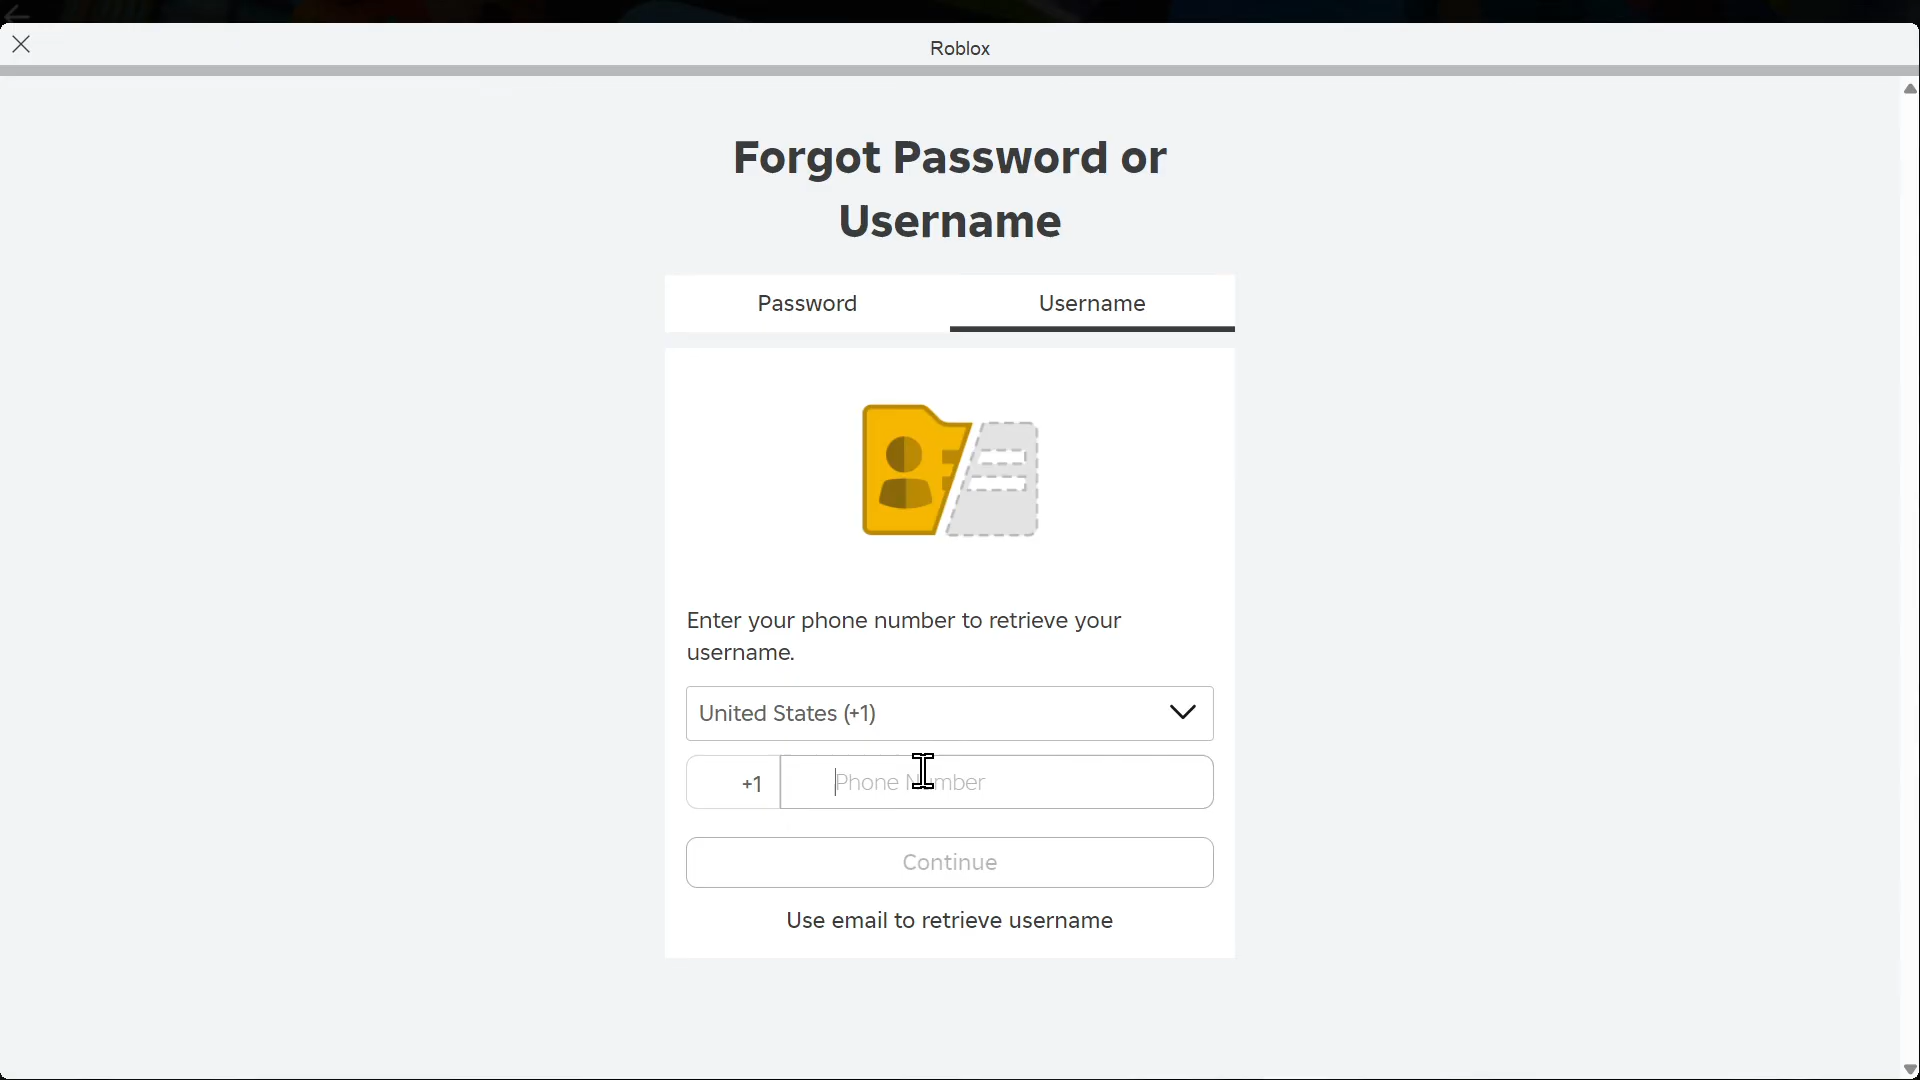 Roblox
Forgot Password or
Username
Password Username
Enter your phone number to retrieve your
username.
United States (+1)
+1 Phone Number
Continue
Use email to retrieve username